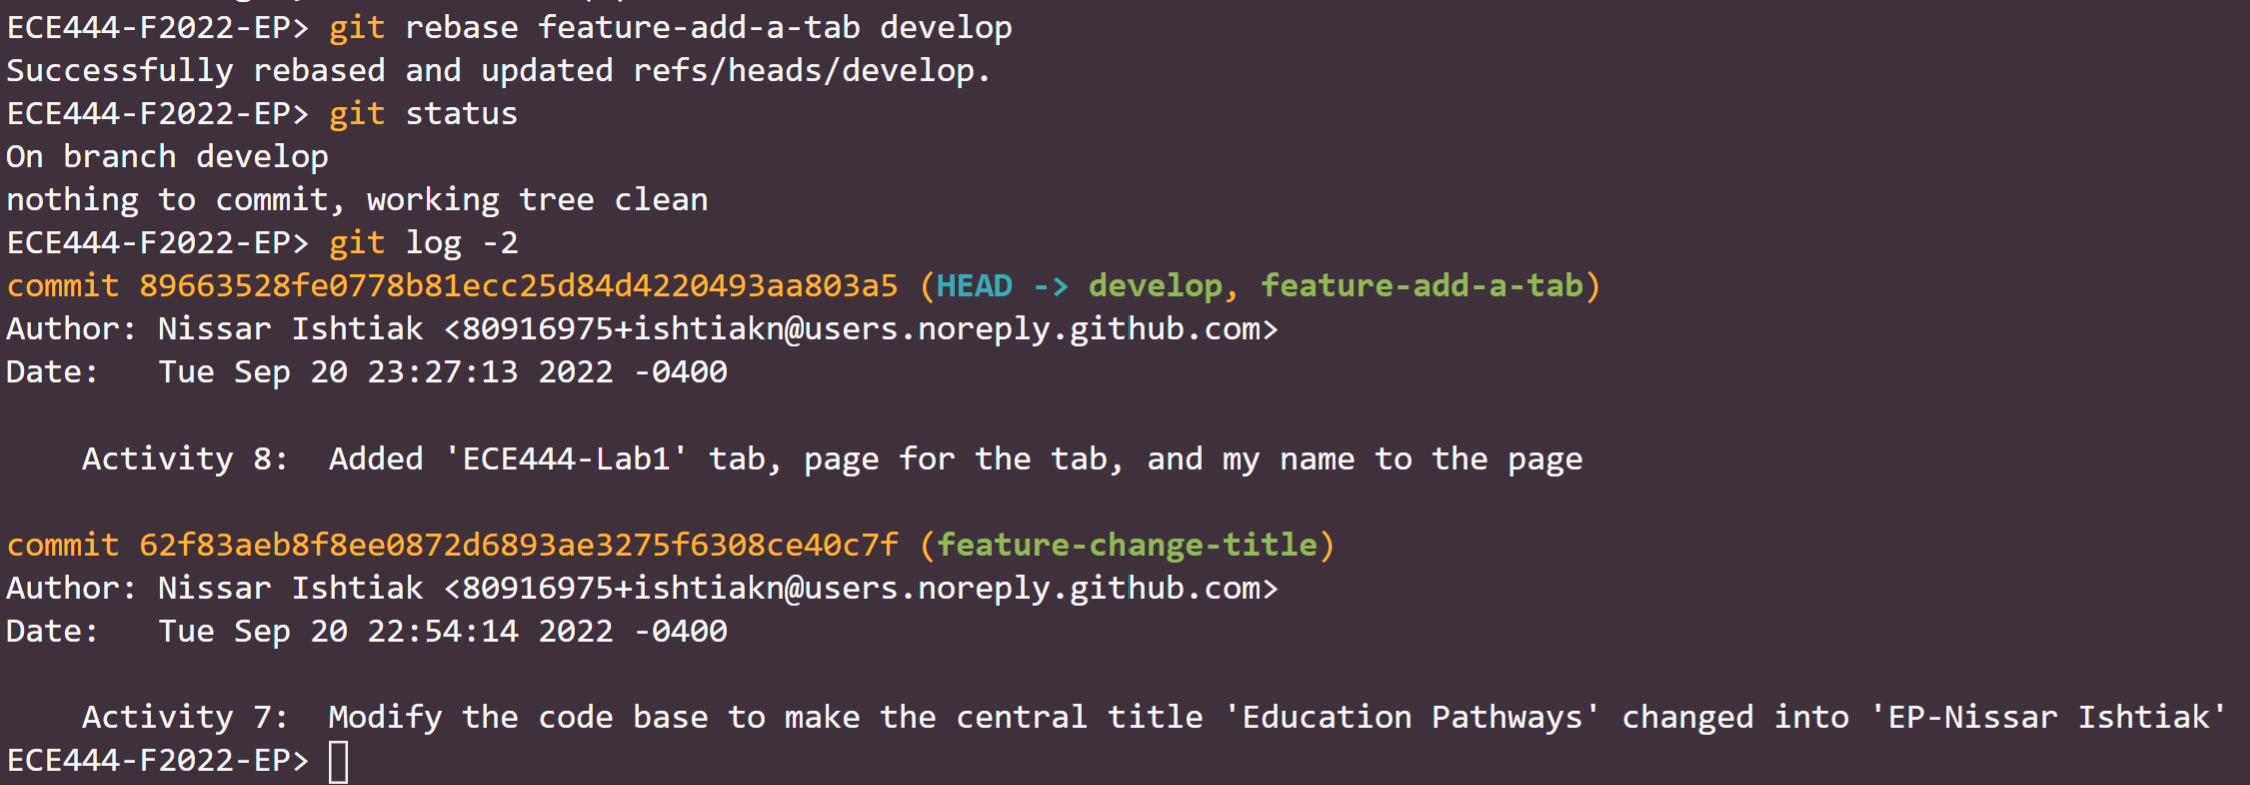 ECE444-F2022-EP> git rebase feature-add-a-tab develop
Successfully rebased and updated refs/heads/develop.
ECE444-F2022-EP> git status
On branch develop
nothing to commit, working tree clean
ECE444-F2022-EP> git log -2
commit 89663528fe0778b81ecc25d84d4220493aa803a5 (HEAD -> develop, feature-add-a-tab)
Author: Nissar Ishtiak <80916975+ishtiakn@users.noreply.github.com>
Date:   Tue Sep 20 23:27:13 2022 -0400
    Activity 8:  Added 'ECE444-Lab1' tab, page for the tab, and my name to the page
commit 62f83aeb8f8ee0872d6893ae3275f6308ce40c7f (feature-change-title)
Author: Nissar Ishtiak <80916975+ishtiakn@users.noreply.github.com>
Date:   Tue Sep 20 22:54:14 2022 -0400
    Activity 7:  Modify the code base to make the central title 'Education Pathways' changed into 'EP-Nissar Ishtiak'
ECE444-F2022-EP>